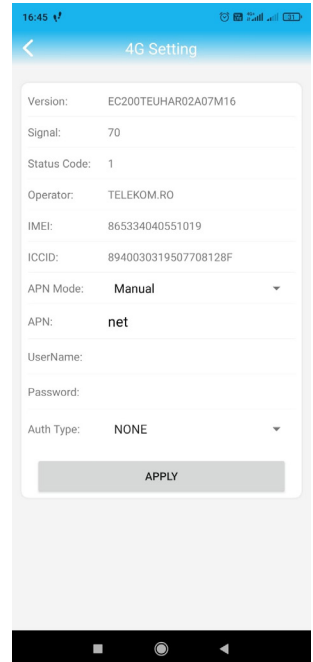 16:45
31
4G Setting
Version: EC200TEUHAR02A07M16
Signal: 70
Status Code: 1
Operator: TELEKOM.RO
IMEI: 865334040551019
ICCID: 8940030319507708128F
APN Mode: Manual
APN: net
UserName:
Password:
Auth Type: NONE
APPLY